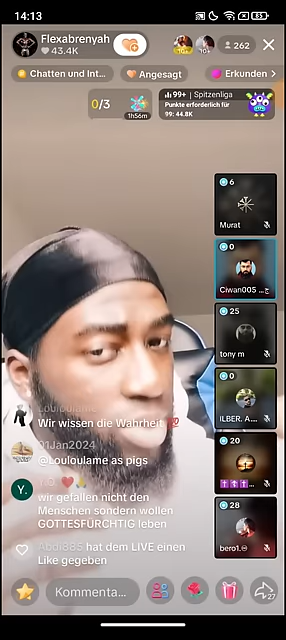 14:13
85
Flexabrenyah
43.4K
262
Chatten und Int...
Angesagt
Erkunden >
0/3
1h56m
99+ | Spitzenliga
Punkte erforderlich für
99: 44.8K
6
Murat
0
Ciwan005 ...
25
tony m
0
ILBER. A....
20
28
bero1.
Louloulame
Wir wissen die Wahrheit 💯
01Jan2024
@Louloulame as pigs
Y.
wir gefallen nicht den
Menschen sondern wollen
GOTTESFÜRCHTIG leben
hat dem LIVE einen
Like gegeben
Kommenta...
27